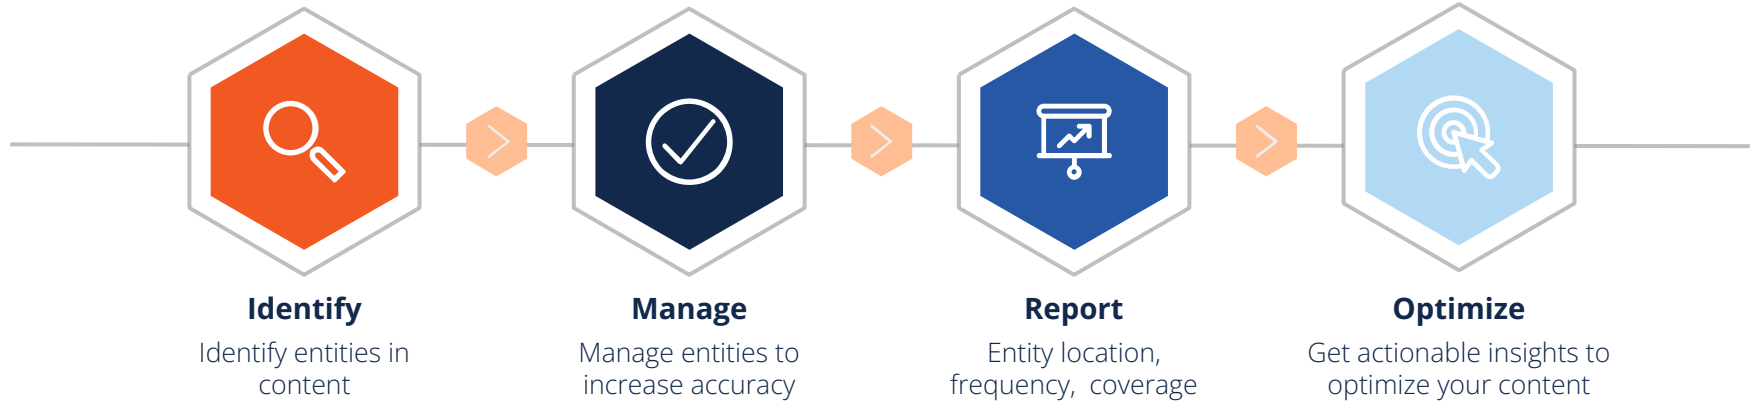 Identify
Identify entities in
content
Manage
Manage entities to
increase accuracy
Report
Entity location,
frequency,  coverage
Optimize
Get actionable insights to
optimize your content